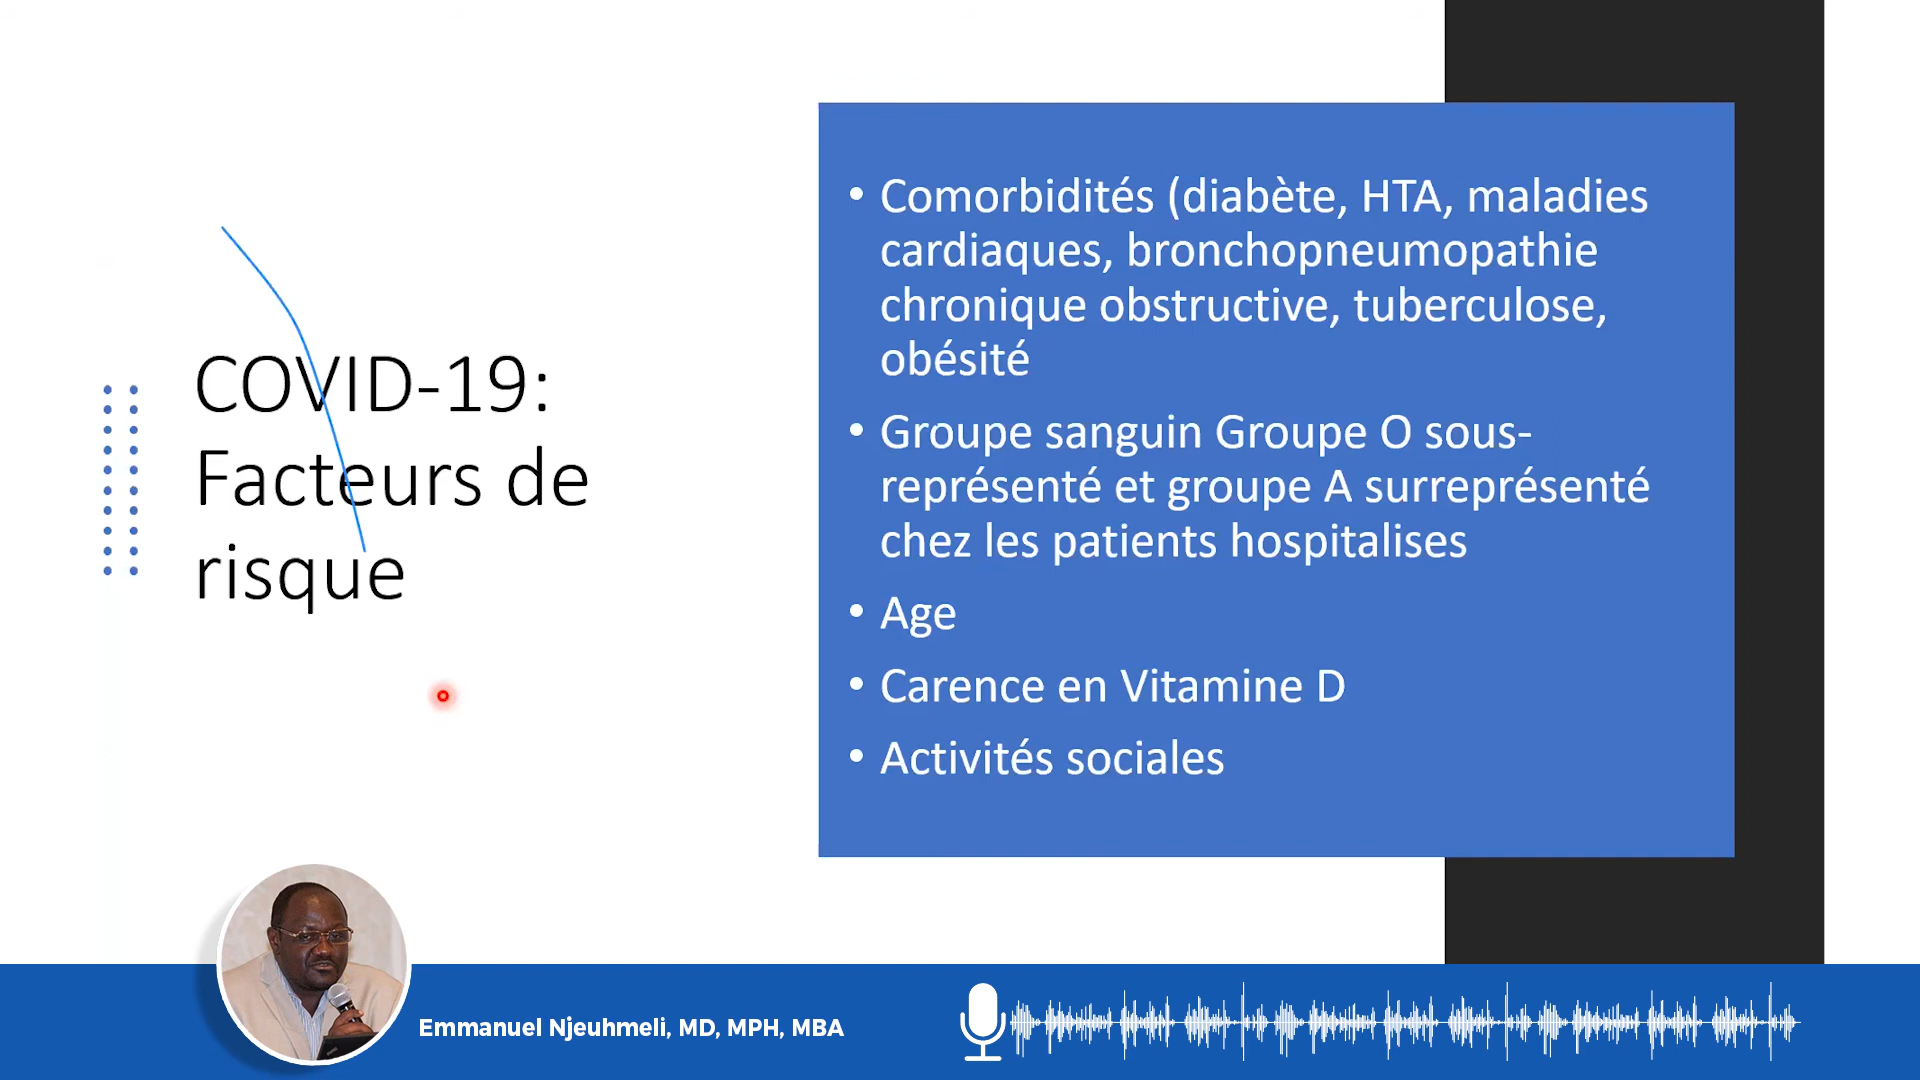 COVID-19:
Facteurs de
risque
• Comorbidités (diabète, HTA, maladies
cardiaques, bronchopneumopathie
chronique obstructive, tuberculose,
obésité
• Groupe sanguin Groupe O sous-
représenté et groupe A surreprésenté
chez les patients hospitalises
• Age
• Carence en Vitamine D
• Activités sociales
Emmanuel Njeuhmeli, MD, MPH, MBA